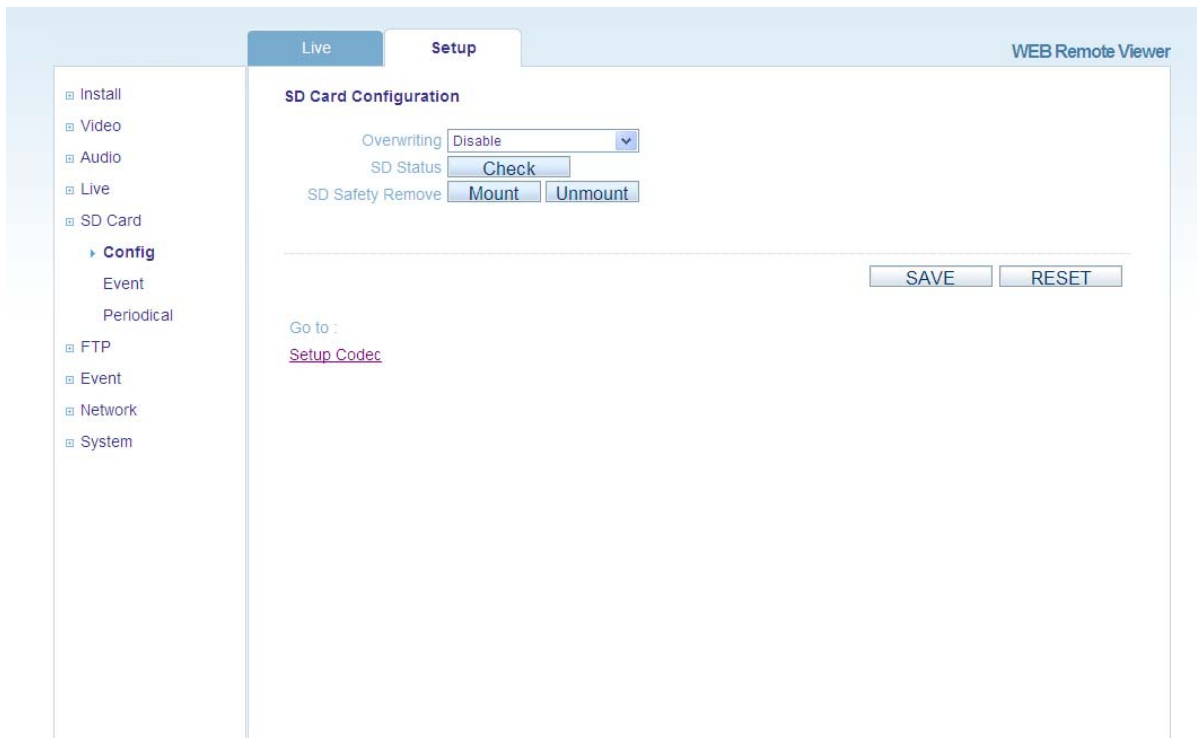 Live Setup WEB Remote Viewer
Install
Video
Audio
Live
SD Card
Config
Event
Periodical
FTP
Event
Network
System
SD Card Configuration
Overwriting Disable
SD Status Check
SD Safety Remove Mount Unmount
SAVE RESET
Go to :
Setup Codec